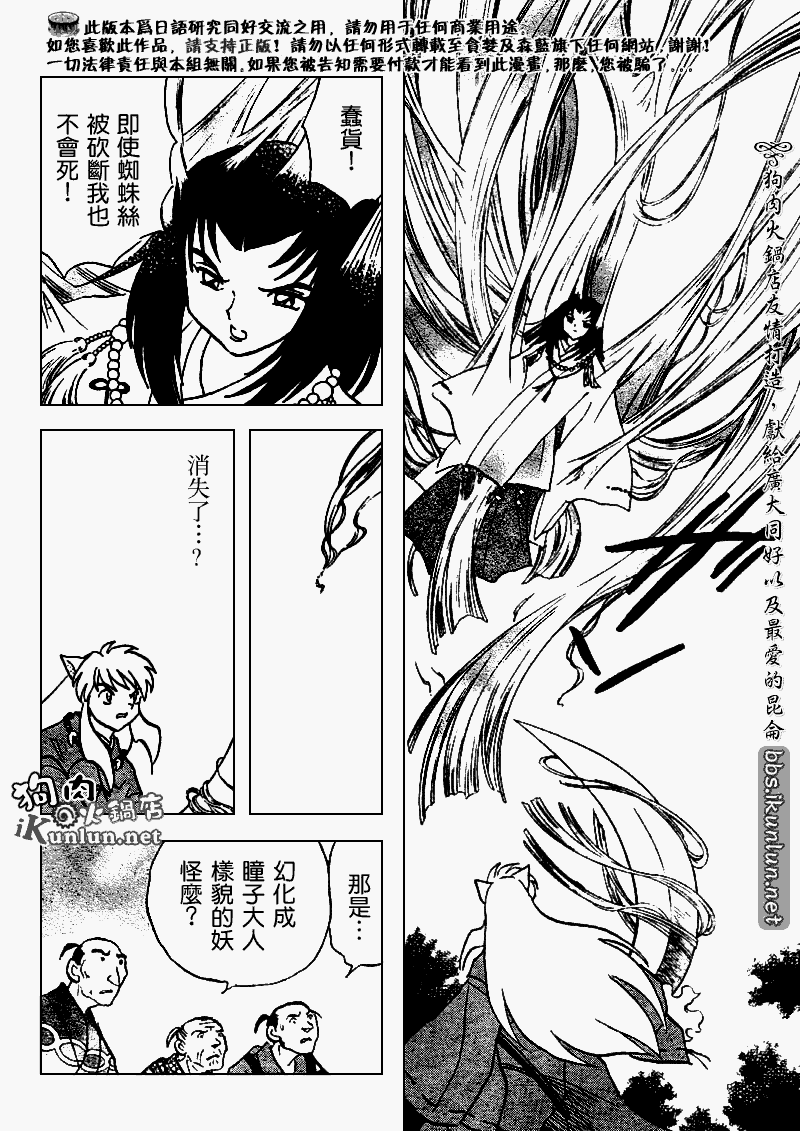 此版本爲日語研究同好交流之用，請勿用于任何商業用途.
如您喜歡此作品，請支持正版！請勿以任何形式轉載至貪婪及森藍旗下任何網站,謝謝！
一切法律責任與本組無關.如果您被告知需要付款才能看到此漫畫,那麽,您被騙了...
狗肉火鍋店友情打造，獻給廣大同好以及最愛的昆侖
bbs.ikunlun.net
蠢貨！
即使蜘蛛絲
被砍斷我也
不會死！
消失了…？
那是…
幻化成
瞳子大人
樣貌的妖
怪麼？
狗肉
火鍋店
iKunlun.net